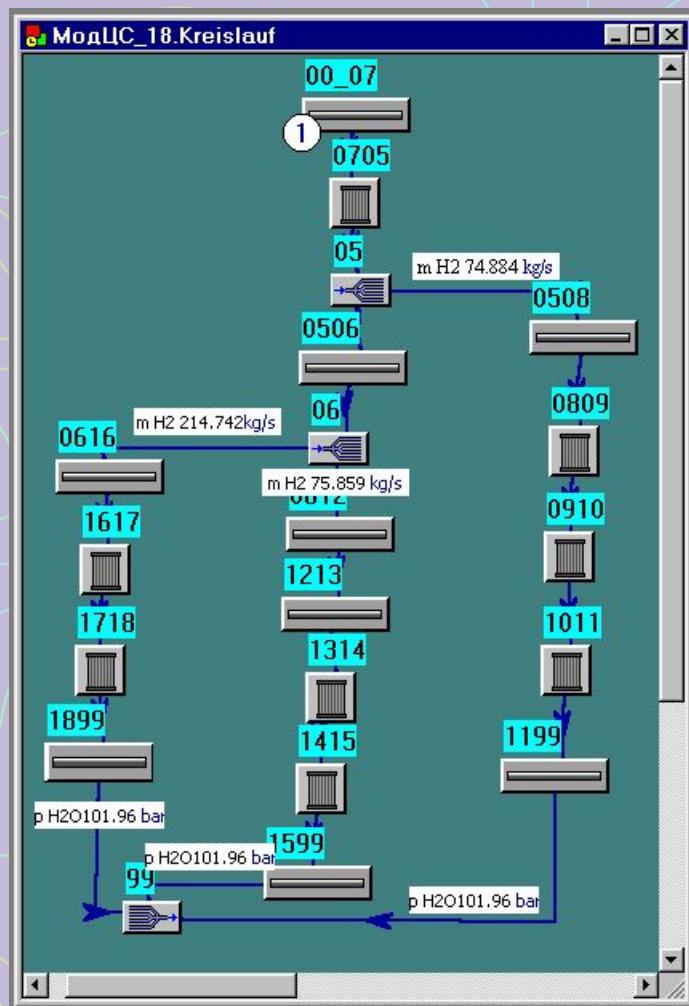 МодЦС_18.Kreislauf
00_07
1
0705
05
m H2 74.884 kg/s
0508
0506
06
0809
m H2 214.742kg/s
0616
m H2 75.859 kg/s
0910
1617
1213
1718
1011
1314
1899
1415
1199
p H2O101.96 bar
1599
p H2O101.96 bar
99
p H2O101.96 bar